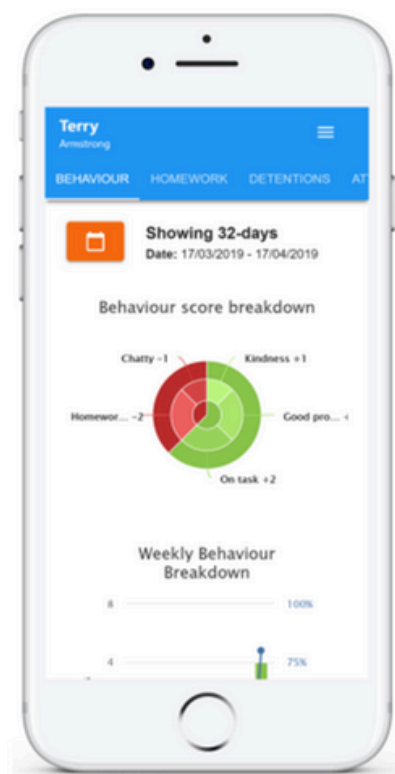 Terry
Armstrong
BEHAVIOUR HOMEWORK DETENTIONS AT
Showing 32-days
Date: 17/03/2019 - 17/04/2019
Behaviour score breakdown
Chatty -1 Kindness +1
Homewor... -2 Good pro...
On task +2
Weekly Behaviour
Breakdown
8 100%
4 75%